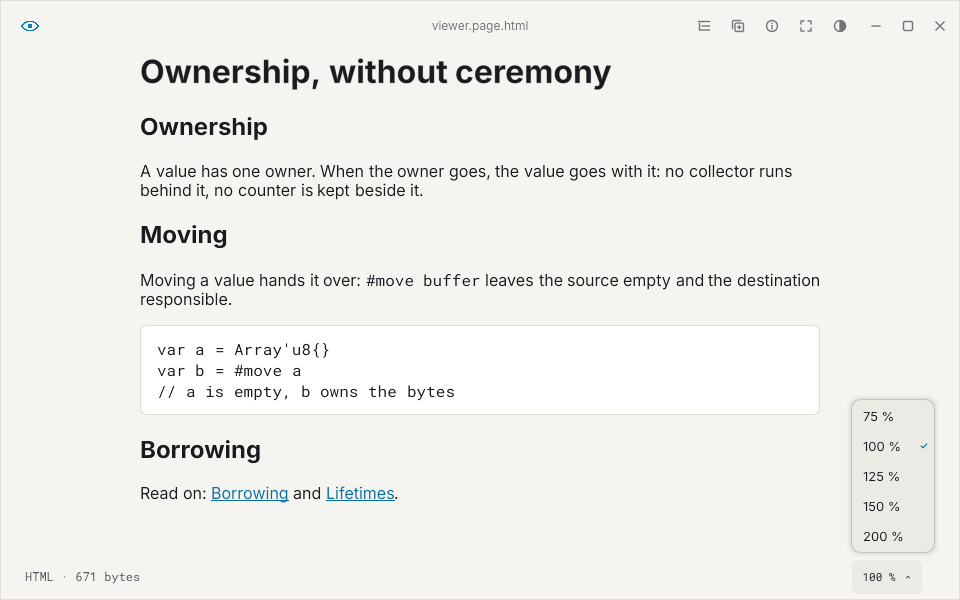 viewer.page.html
Ownership, without ceremony
Ownership
A value has one owner. When the owner goes, the value goes with it: no collector runs
behind it, no counter is kept beside it.
Moving
Moving a value hands it over: #move buffer leaves the source empty and the destination
responsible.
var a = Array'u8{}
var b = #move a
// a is empty, b owns the bytes
Borrowing
Read on: Borrowing and Lifetimes.
75 %
100 %
125 %
150 %
200 %
HTML · 671 bytes
100 %